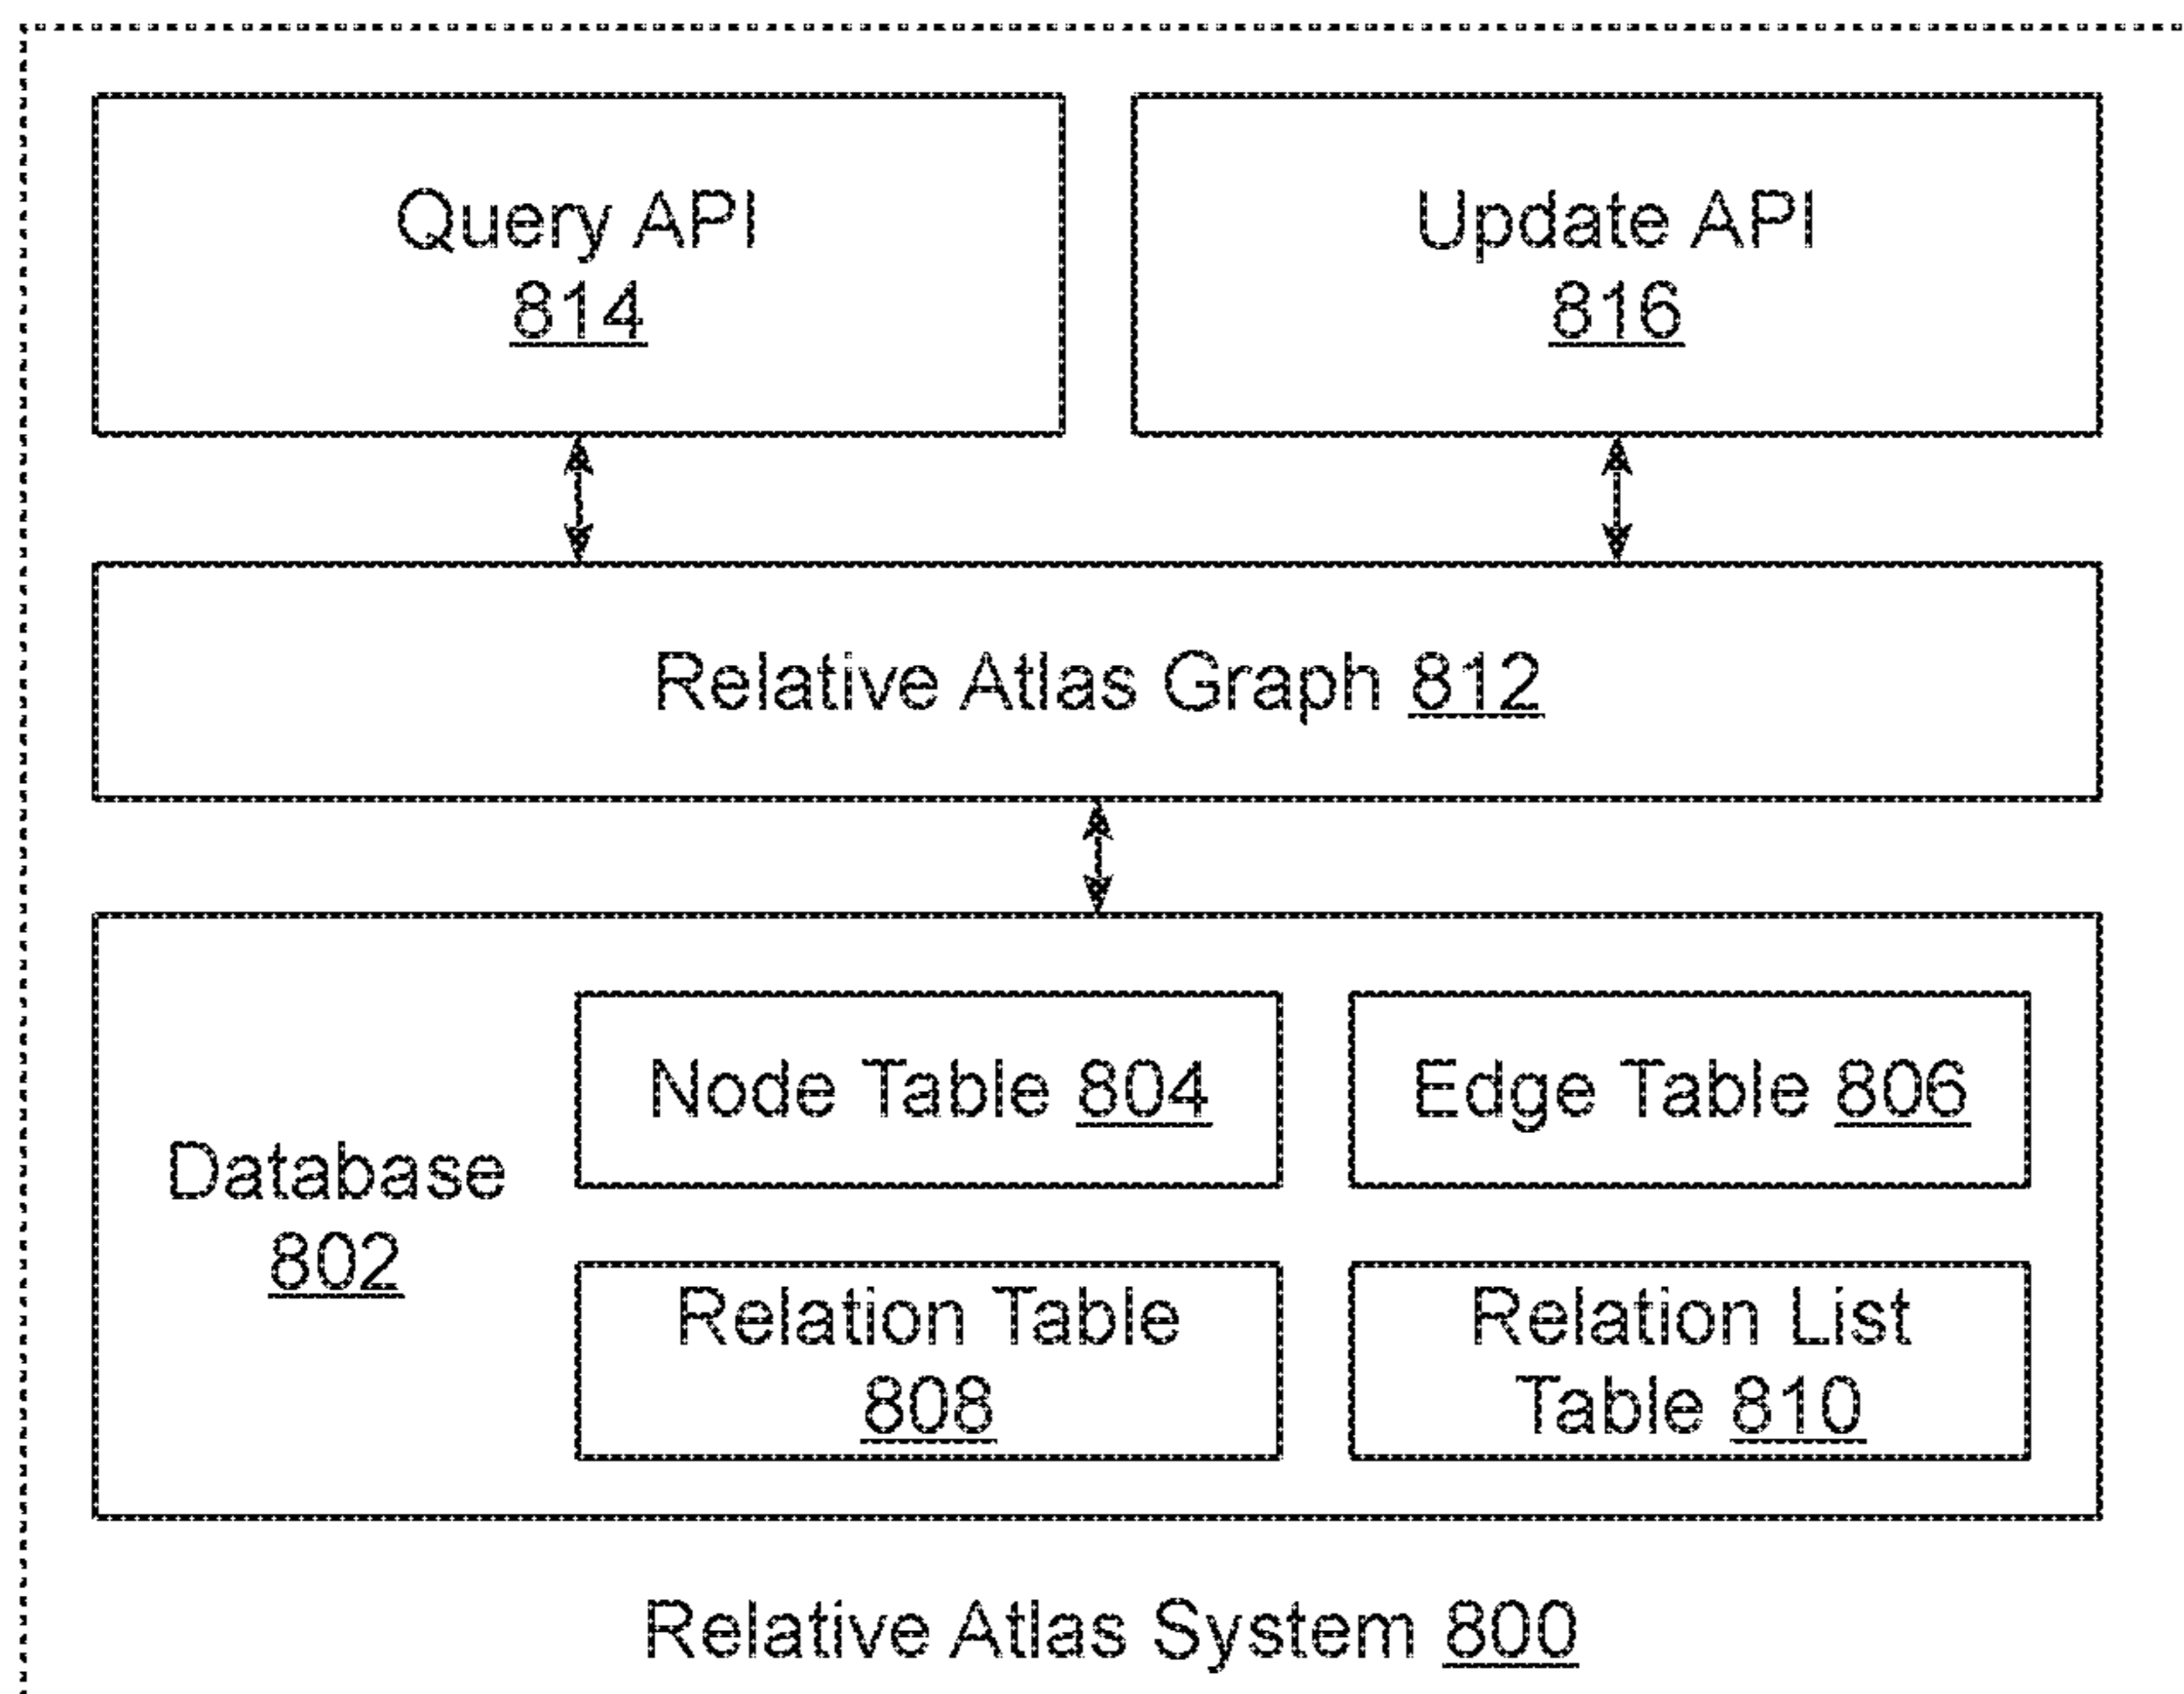 Query API
814
Update API
816
Relative Atlas Graph 812
Database
802
Node Table 804
Edge Table 806
Relation Table
808
Relation List
Table 810
Relative Atlas System 800